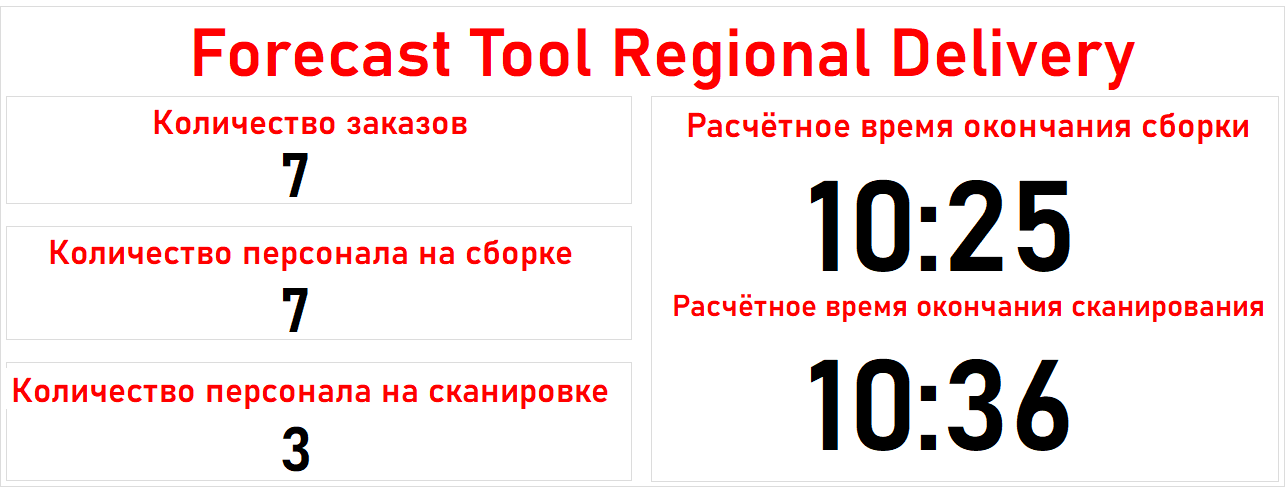 Forecast Tool Regional Delivery
Количество заказов
7
Количество персонала на сборке
7
Количество персонала на сканировке
3
Расчётное время окончания сборки
10:25
Расчётное время окончания сканирования
10:36